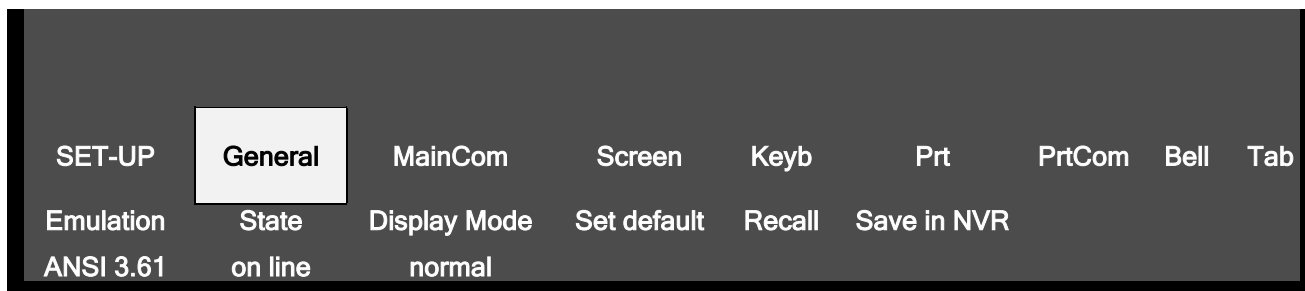 SET-UP General MainCom Screen Keyb Prt PrtCom Bell Tab
Emulation State Display Mode Set default Recall Save in NVR
ANSI 3.61 on line normal